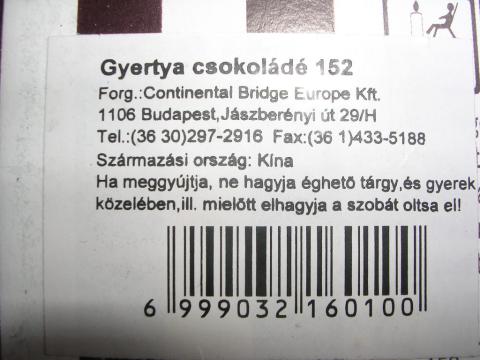 Gyertya csokoládé 152
Forg.:Continental Bridge Europe Kft.
1106 Budapest,Jászberényi út 29/H
Tel.:(36 30)297-2916 Fax:(36 1)433-5188
Származási ország: Kína
Ha meggyújtja, ne hagyja éghető tárgy,és gyerek
közelében,ill. mielőtt elhagyja a szobát oltsa el!
6 999032 160100